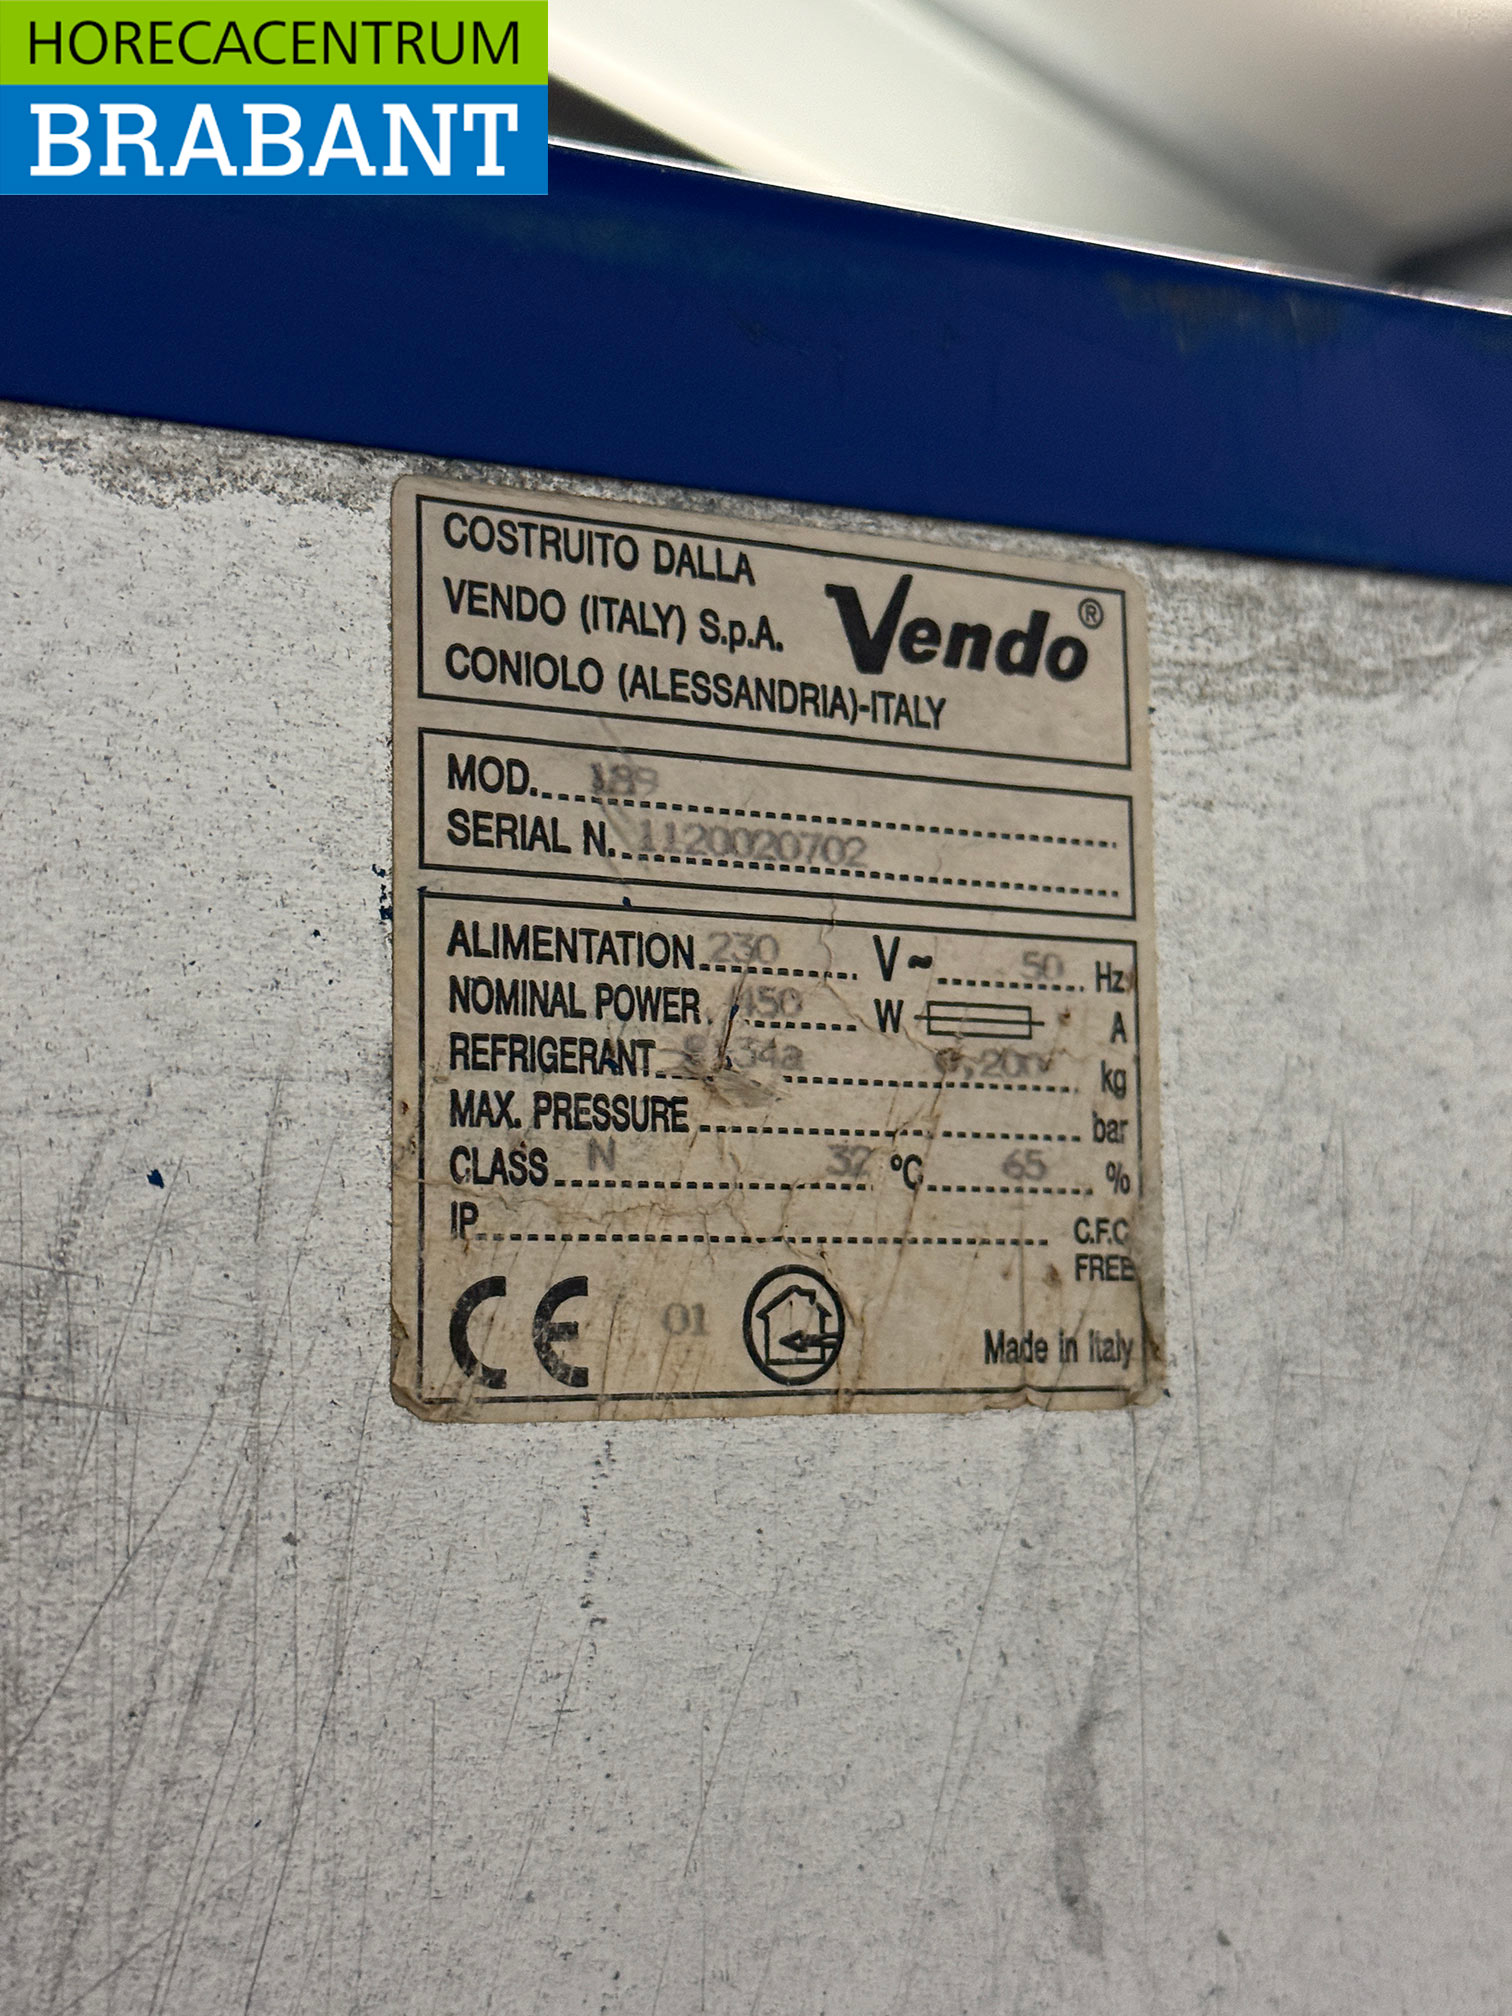 HORECACENTRUM
BRABANT
COSTRUITO DALLA
VENDO (ITALY) S.p.A.
CONIOLO (ALESSANDRIA)-ITALY
Vendo®
MOD. 189
SERIAL N. 1120020702
ALIMENTATION 230 V~ 50 Hz
NOMINAL POWER 450 W A
REFRIGERANT kg
MAX. PRESSURE bar
CLASS N 32 °C 65 %
IP C.F.C
FREE
CE 01
Made in Italy